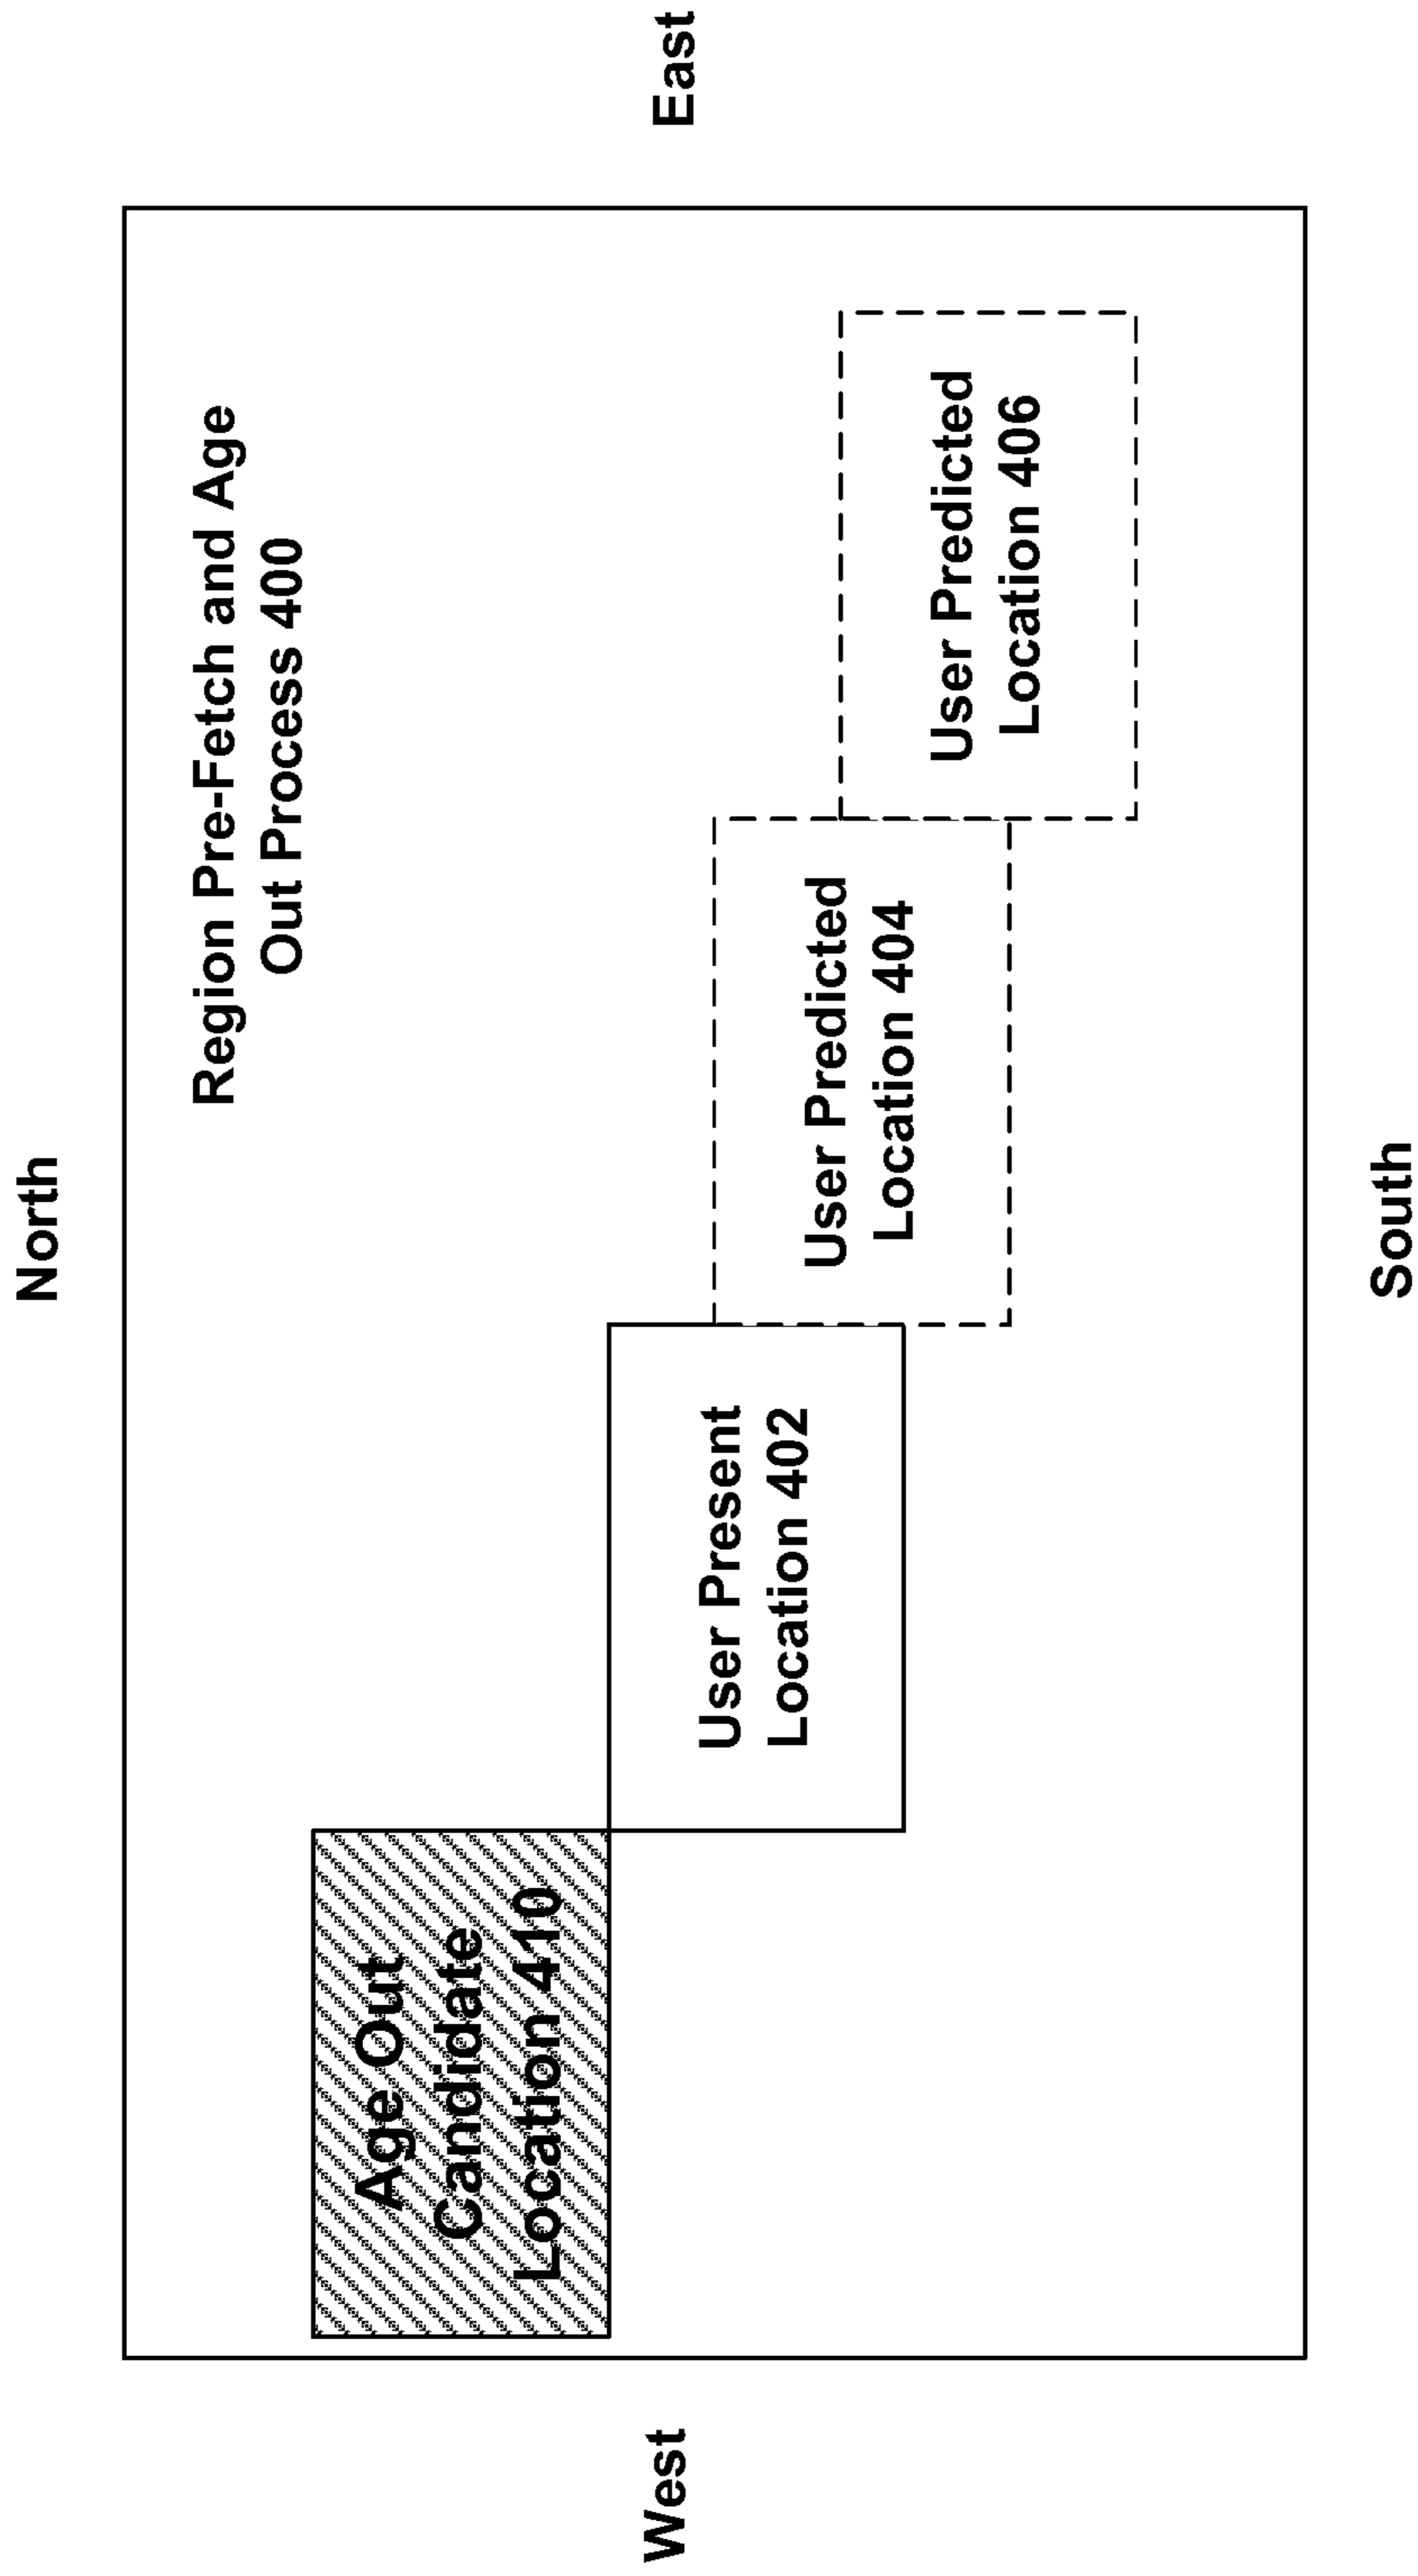 North
Region Pre-Fetch and Age
Out Process 400
West
East
Age Out
Candidate
Location 410
User Present
Location 402
User Predicted
Location 404
User Predicted
Location 406
South